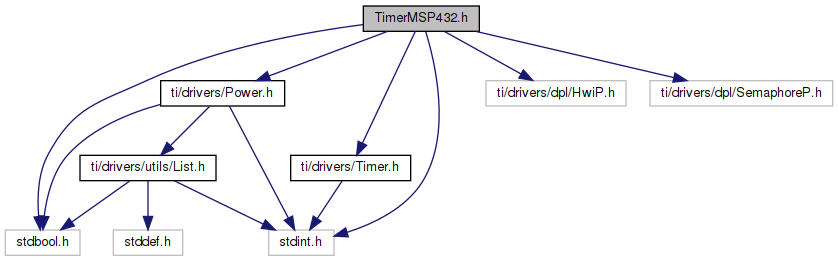 TimerMSP432.h
ti/drivers/Power.h
ti/drivers/dpl/HwiP.h
ti/drivers/dpl/SemaphoreP.h
ti/drivers/utils/List.h
ti/drivers/Timer.h
stdbool.h
stddef.h
stdint.h